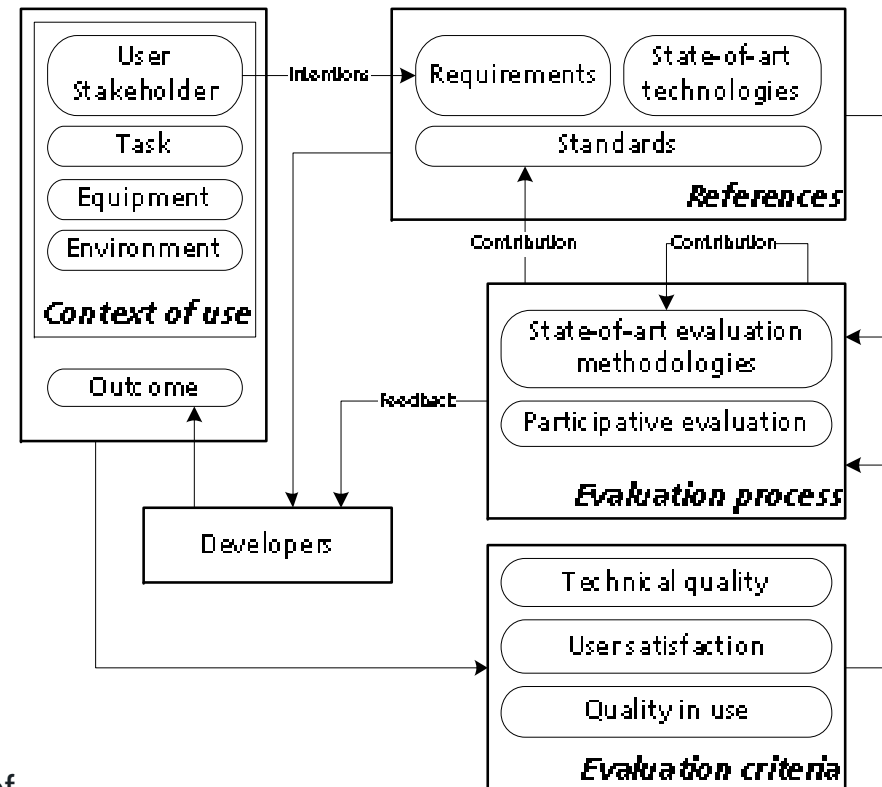 User
Stakeholder
Task
Equipment
Environment
Context of use
Outcome
Intentions
Requirements
State-of-art
technologies
Standards
References
Contribution
Contribution
State-of-art evaluation
methodologies
Participative evaluation
Evaluation process
Feedback
Developers
Technical quality
User satisfaction
Quality in use
Evaluation criteria
of